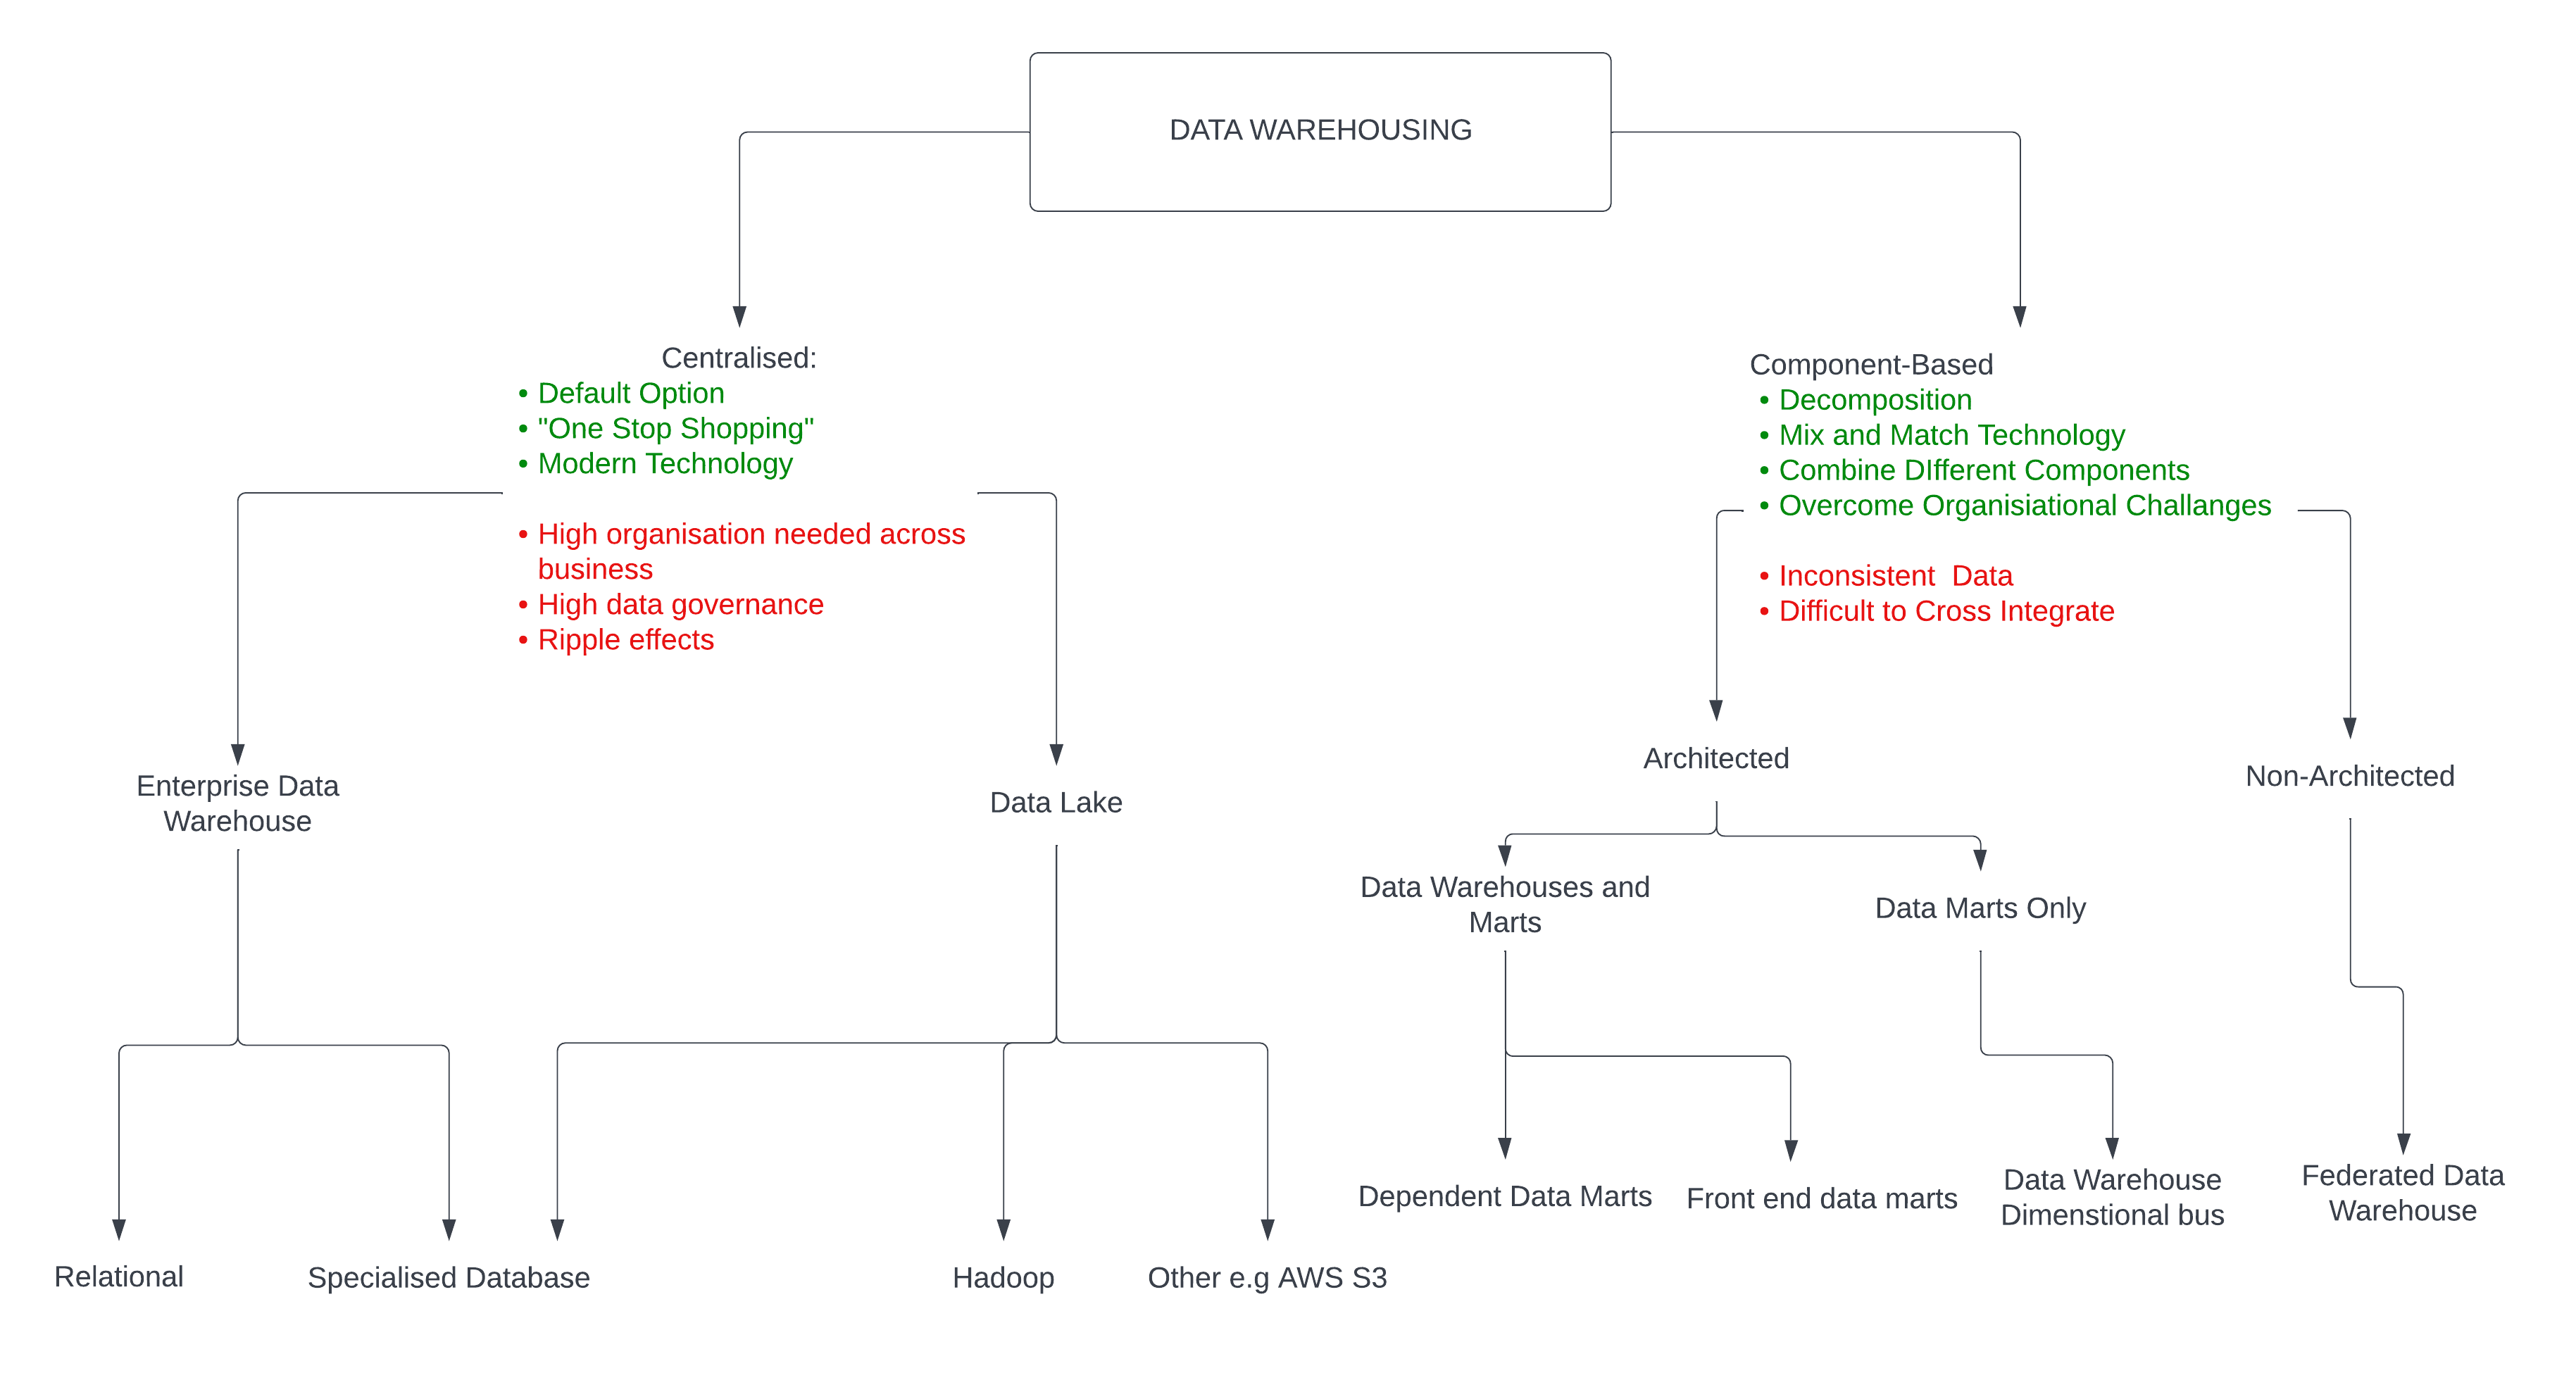 DATA WAREHOUSING
Centralised:
• Default Option
• "One Stop Shopping"
• Modern Technology
• High organisation needed across
business
• High data governance
• Ripple effects
Component-Based
• Decomposition
• Mix and Match Technology
• Combine DIfferent Components
• Overcome Organisiational Challanges
• Inconsistent  Data
• Difficult to Cross Integrate
Enterprise Data
Warehouse
Data Lake
Architected
Non-Architected
Data Warehouses and
Marts
Data Marts Only
Relational
Specialised Database
Hadoop
Other e.g AWS S3
Dependent Data Marts
Front end data marts
Data Warehouse
Dimenstional bus
Federated Data
Warehouse